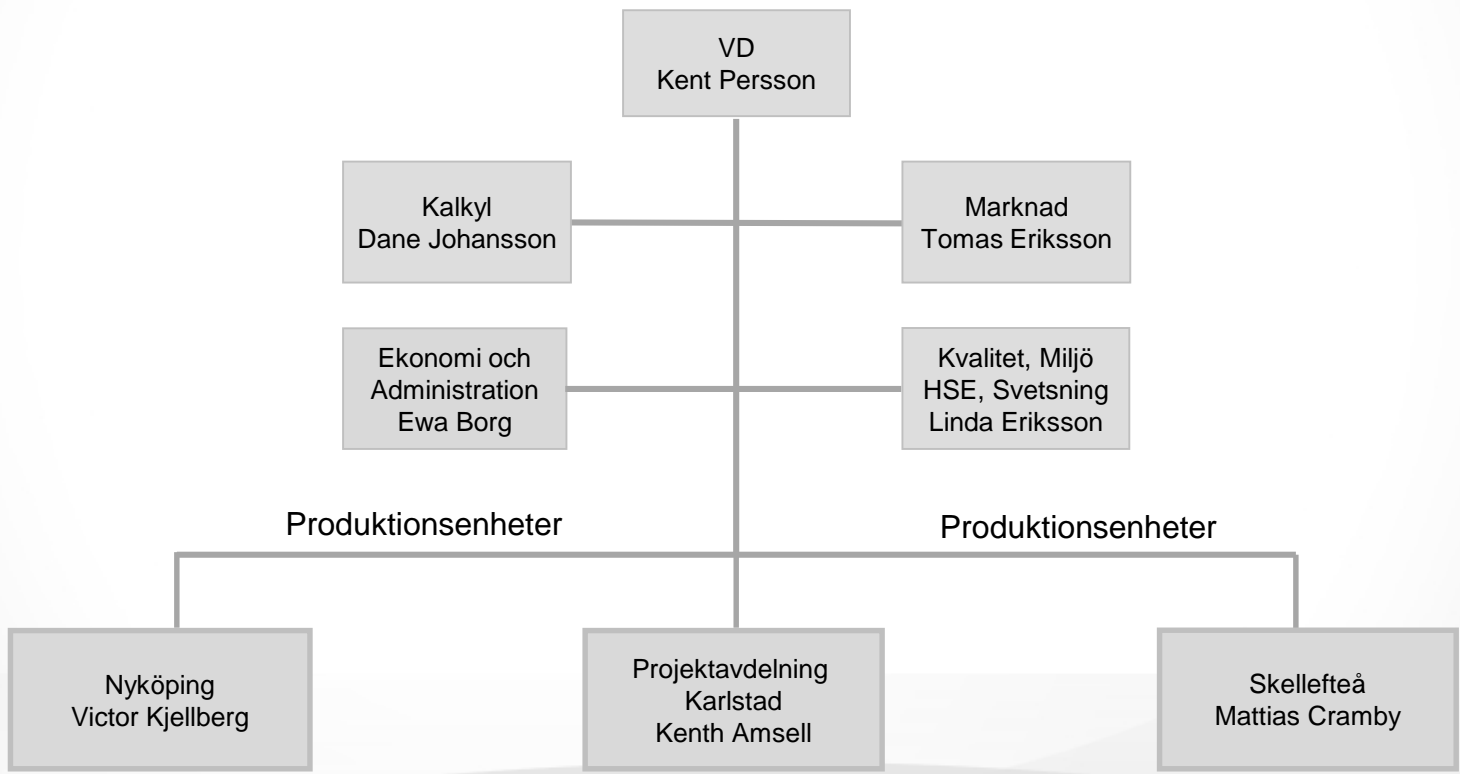 VD
Kent Persson
Kalkyl
Dane Johansson
Marknad
Tomas Eriksson
Ekonomi och
Administration
Ewa Borg
Kvalitet, Miljö
HSE, Svetsning
Linda Eriksson
Produktionsenheter
Produktionsenheter
Nyköping
Victor Kjellberg
Projektavdelning
Karlstad
Kenth Amsell
Skellefteå
Mattias Cramby